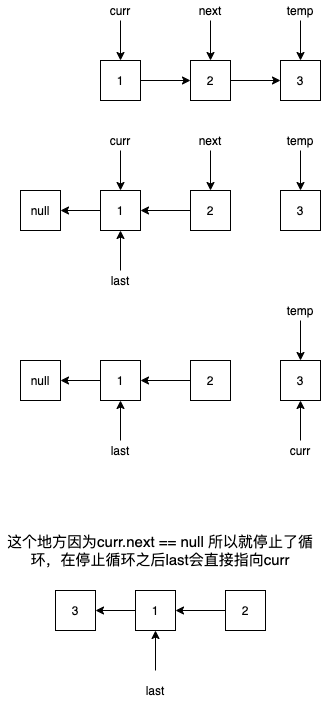 curr next temp
1 2 3
curr next temp
null 1 2 3
last
temp
null 1 2 3
last curr
这个地方因为curr.next == null 所以就停止了循
环，在停止循环之后last会直接指向curr
3 1 2
last